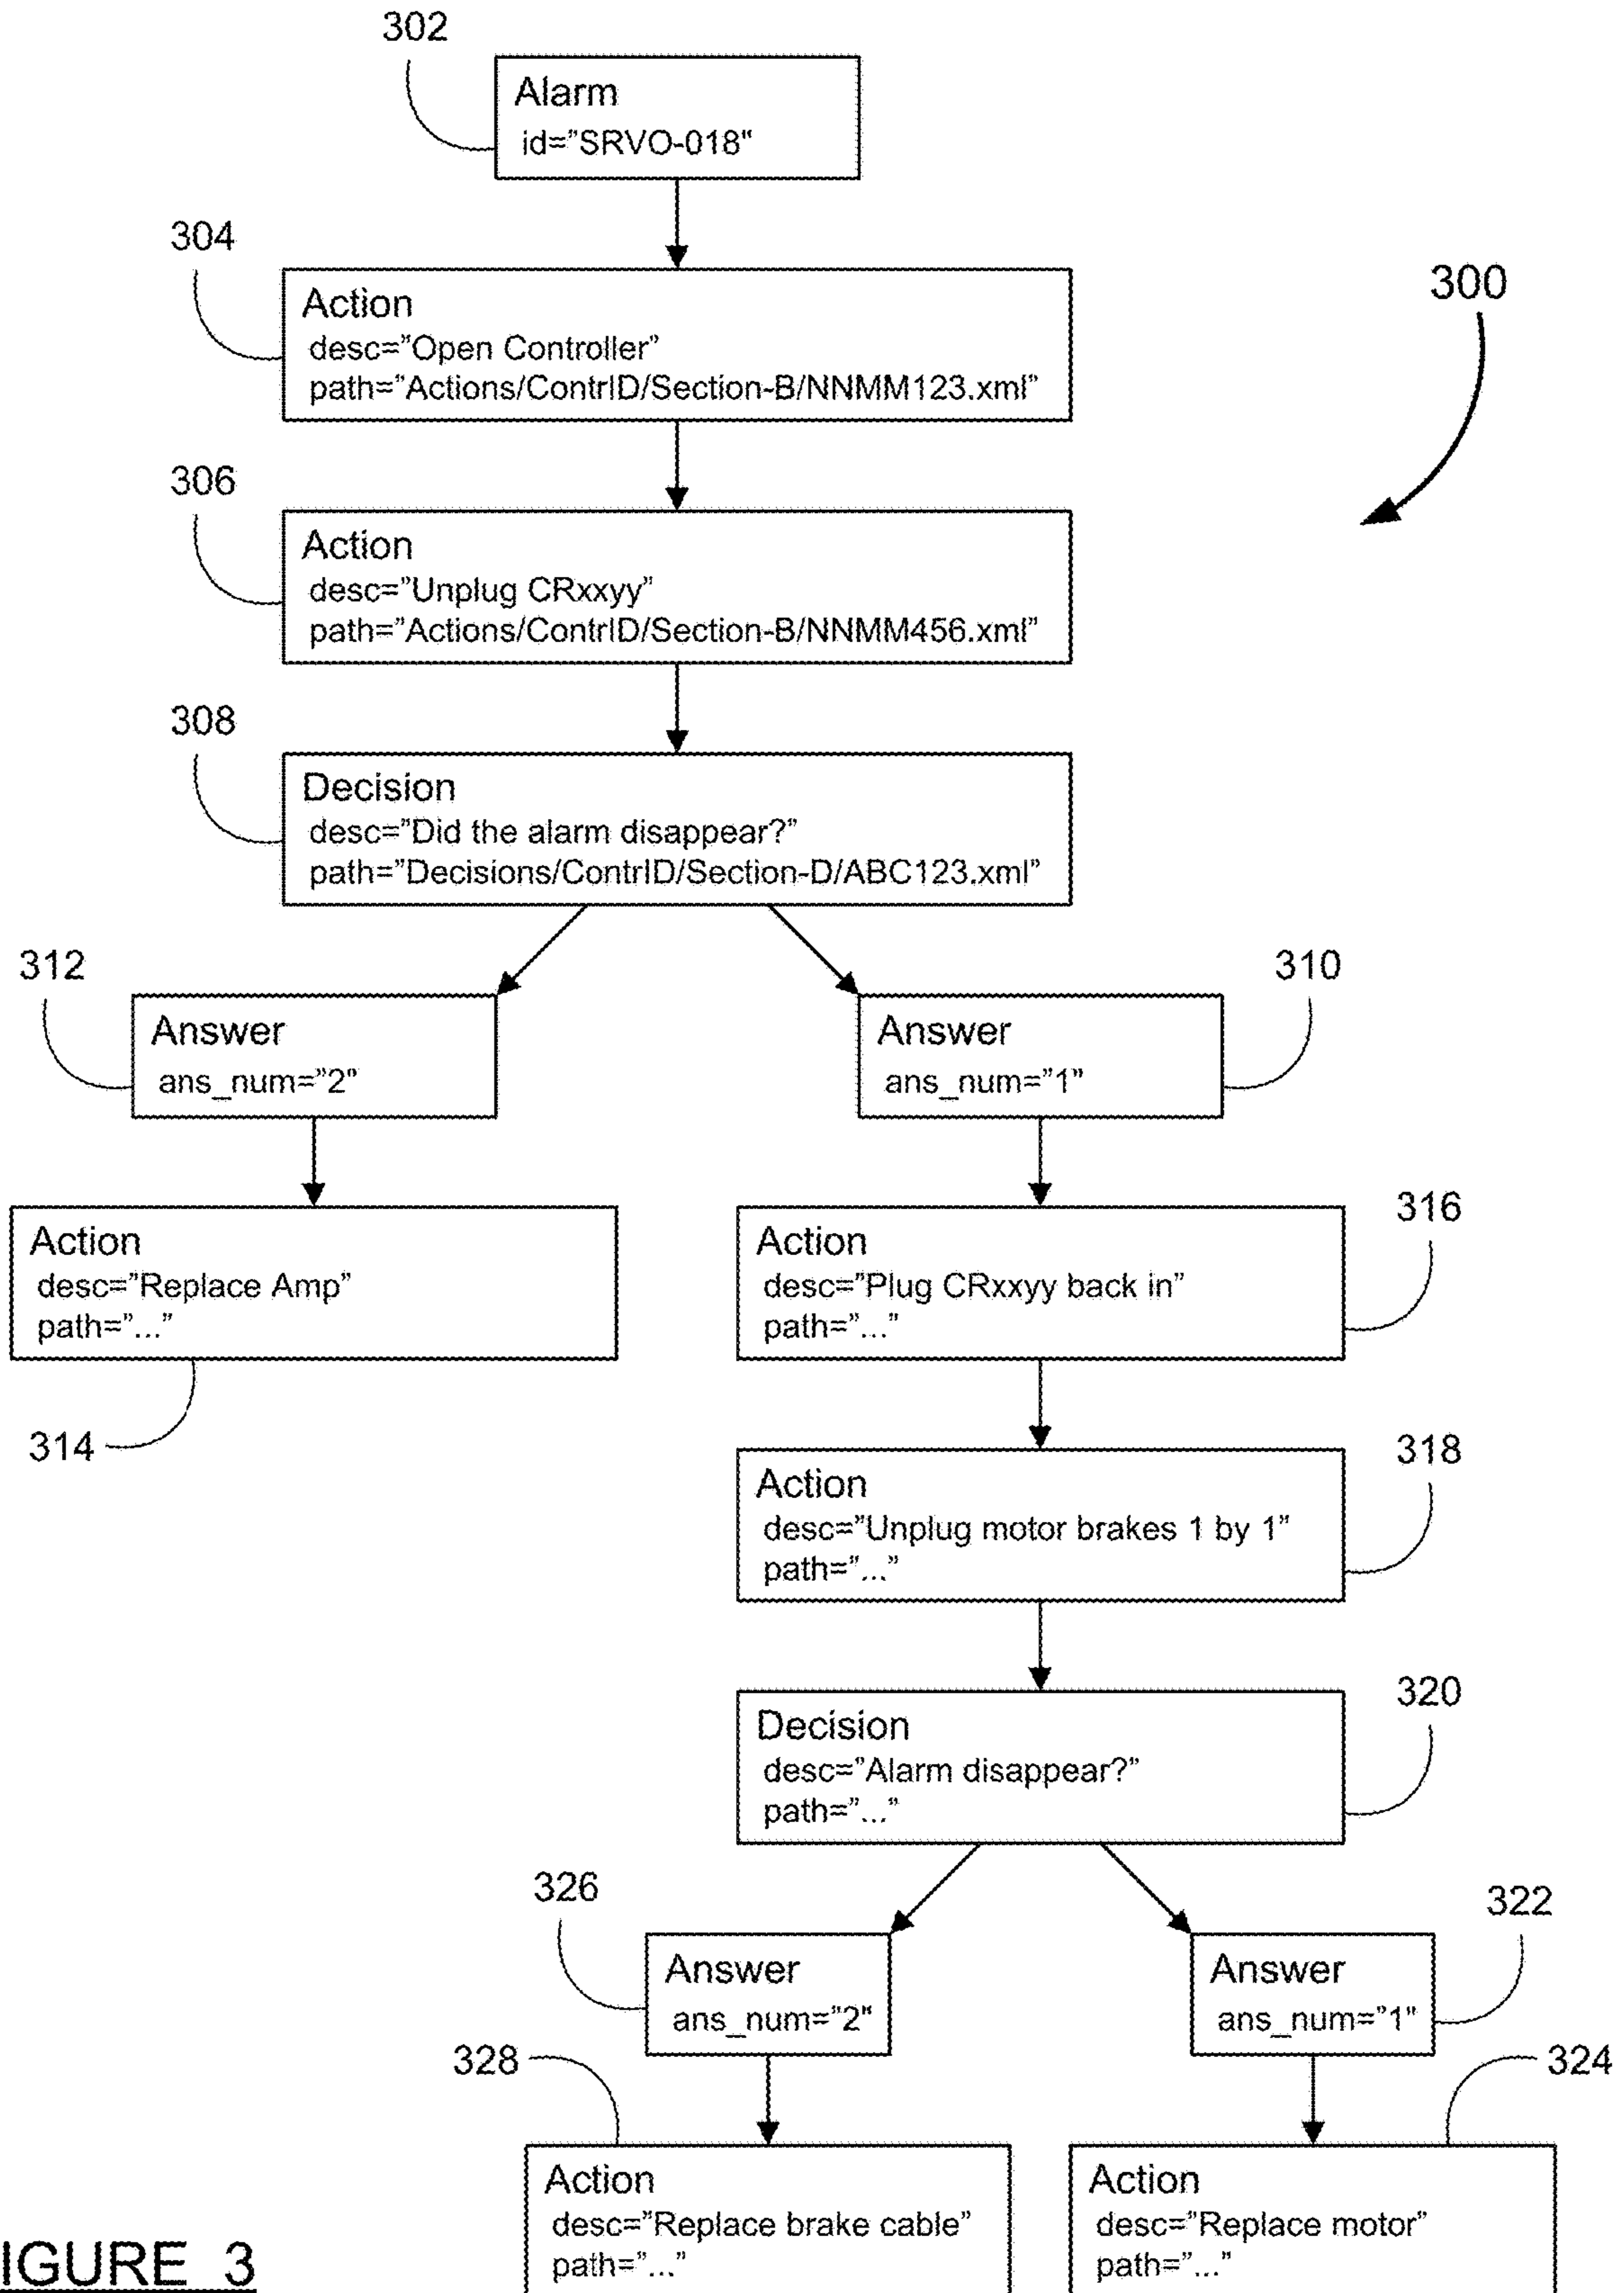 302
Alarm
id="SRVO-018"
304
300
Action
desc="Open Controller"
path="Actions/ContrlD/Section-B/NNMM123.xml"
306
Action
desc="Unplug CRxxyy"
path="Actions/ContrlD/Section-B/NNMM456.xml"
308
Decision
desc="Did the alarm disappear?"
path="Decisions/ContrlD/Section-D/ABC123.xml"
312
310
Answer
ans_num="2"
Answer
ans_num="1"
316
Action
desc="Replace Amp"
path="..."
Action
desc="Plug CRxxyy back in"
path="..."
314
318
Action
desc="Unplug motor brakes 1 by 1"
path="..."
320
Decision
desc="Alarm disappear?"
path="..."
326
322
Answer
ans_num="2"
Answer
ans_num="1"
328
324
Action
desc="Replace brake cable"
path="..."
Action
desc="Replace motor"
path="..."
IGURE 3